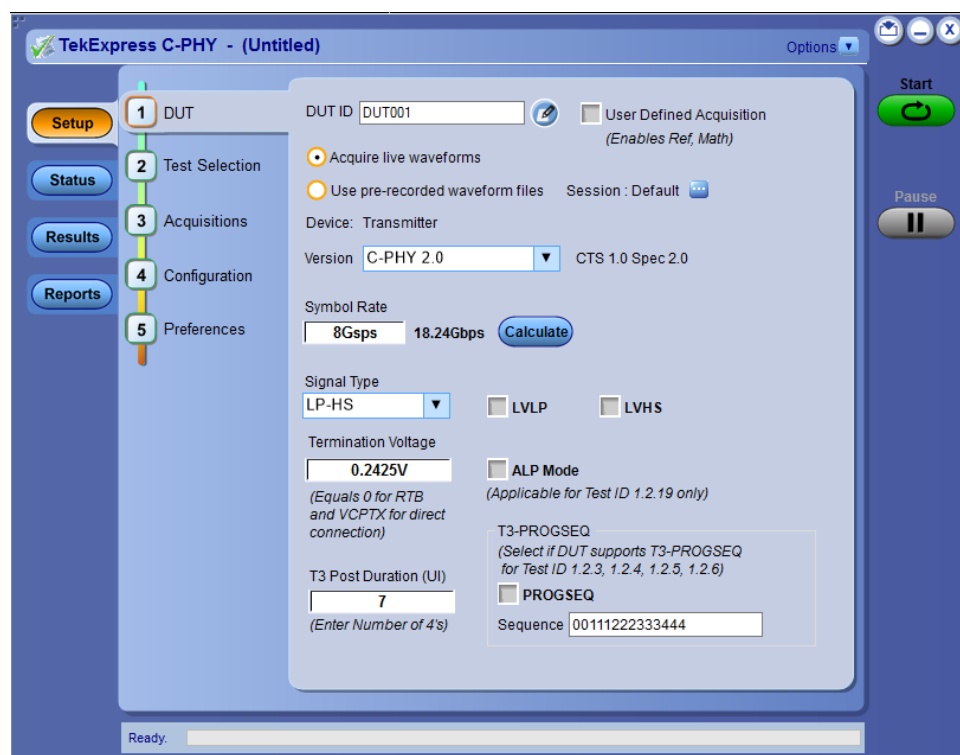 TekExpress C-PHY - (Untitled)
Options
X
Start
Pause
Setup
Status
Results
Reports
1 DUT
2 Test Selection
3 Acquisitions
4 Configuration
5 Preferences
DUT ID DUT001
User Defined Acquisition
(Enables Ref, Math)
Acquire live waveforms
Use pre-recorded waveform files Session : Default ...
Device: Transmitter
Version C-PHY 2.0 CTS 1.0 Spec 2.0
Symbol Rate
8Gsps 18.24Gbps Calculate
Signal Type
LP-HS LVLP LVHS
Termination Voltage
0.2425V
(Equals 0 for RTB
and VCPTX for direct
connection)
ALP Mode
(Applicable for Test ID 1.2.19 only)
T3 Post Duration (UI)
7
(Enter Number of 4's)
T3-PROGSEQ
(Select if DUT supports T3-PROGSEQ
for Test ID 1.2.3, 1.2.4, 1.2.5, 1.2.6)
PROGSEQ
Sequence 00111222333444
Ready.